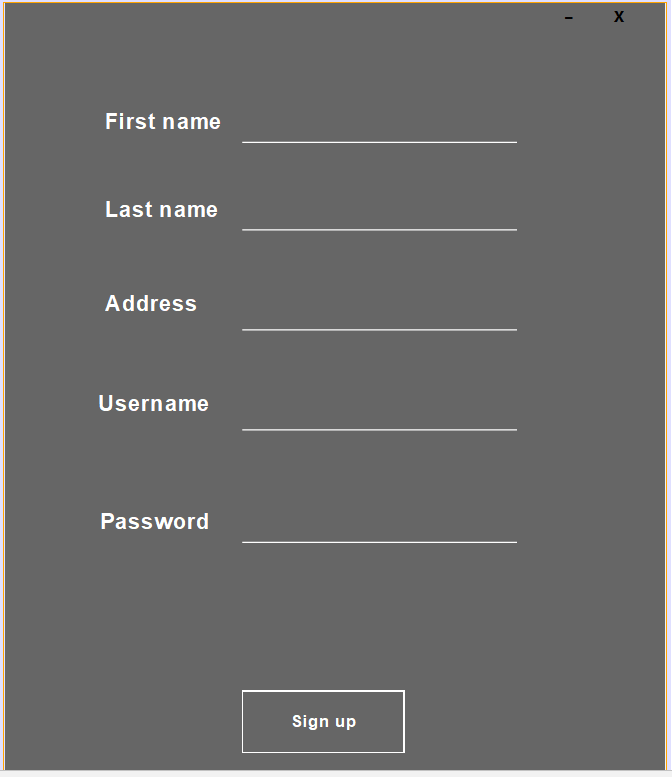 – X
First name
Last name
Address
Username
Password
Sign up